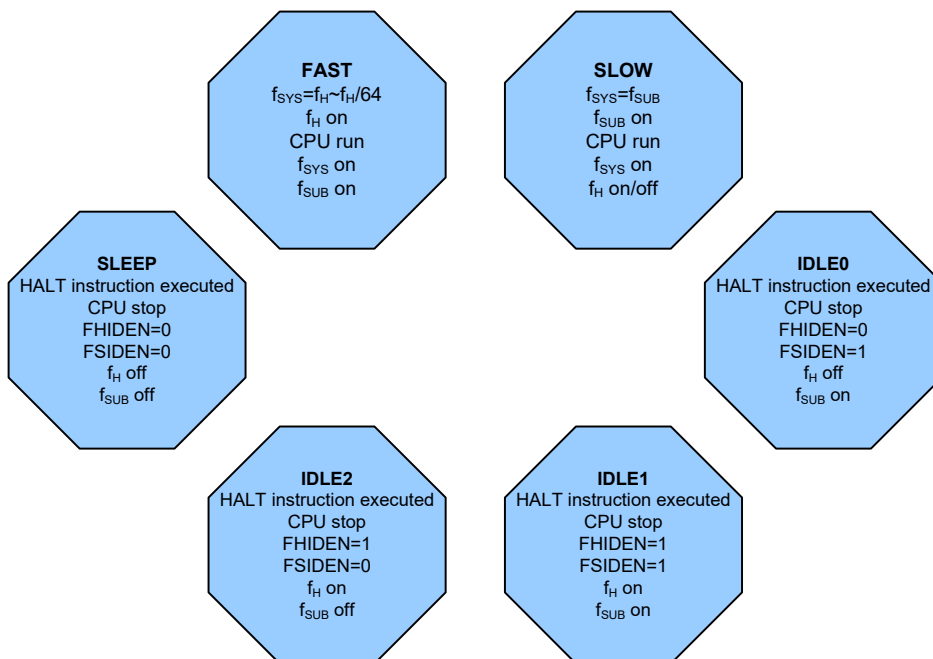 FAST
fSYS=fH~fH/64
fH on
CPU run
fSYS on
fSUB on
SLOW
fSYS=fSUB
fSUB on
CPU run
fSYS on
fH on/off
SLEEP
HALT instruction executed
CPU stop
FHIDEN=0
FSIDEN=0
fH off
fSUB off
IDLE0
HALT instruction executed
CPU stop
FHIDEN=0
FSIDEN=1
fH off
fSUB on
IDLE2
HALT instruction executed
CPU stop
FHIDEN=1
FSIDEN=0
fH on
fSUB off
IDLE1
HALT instruction executed
CPU stop
FHIDEN=1
FSIDEN=1
fH on
fSUB on